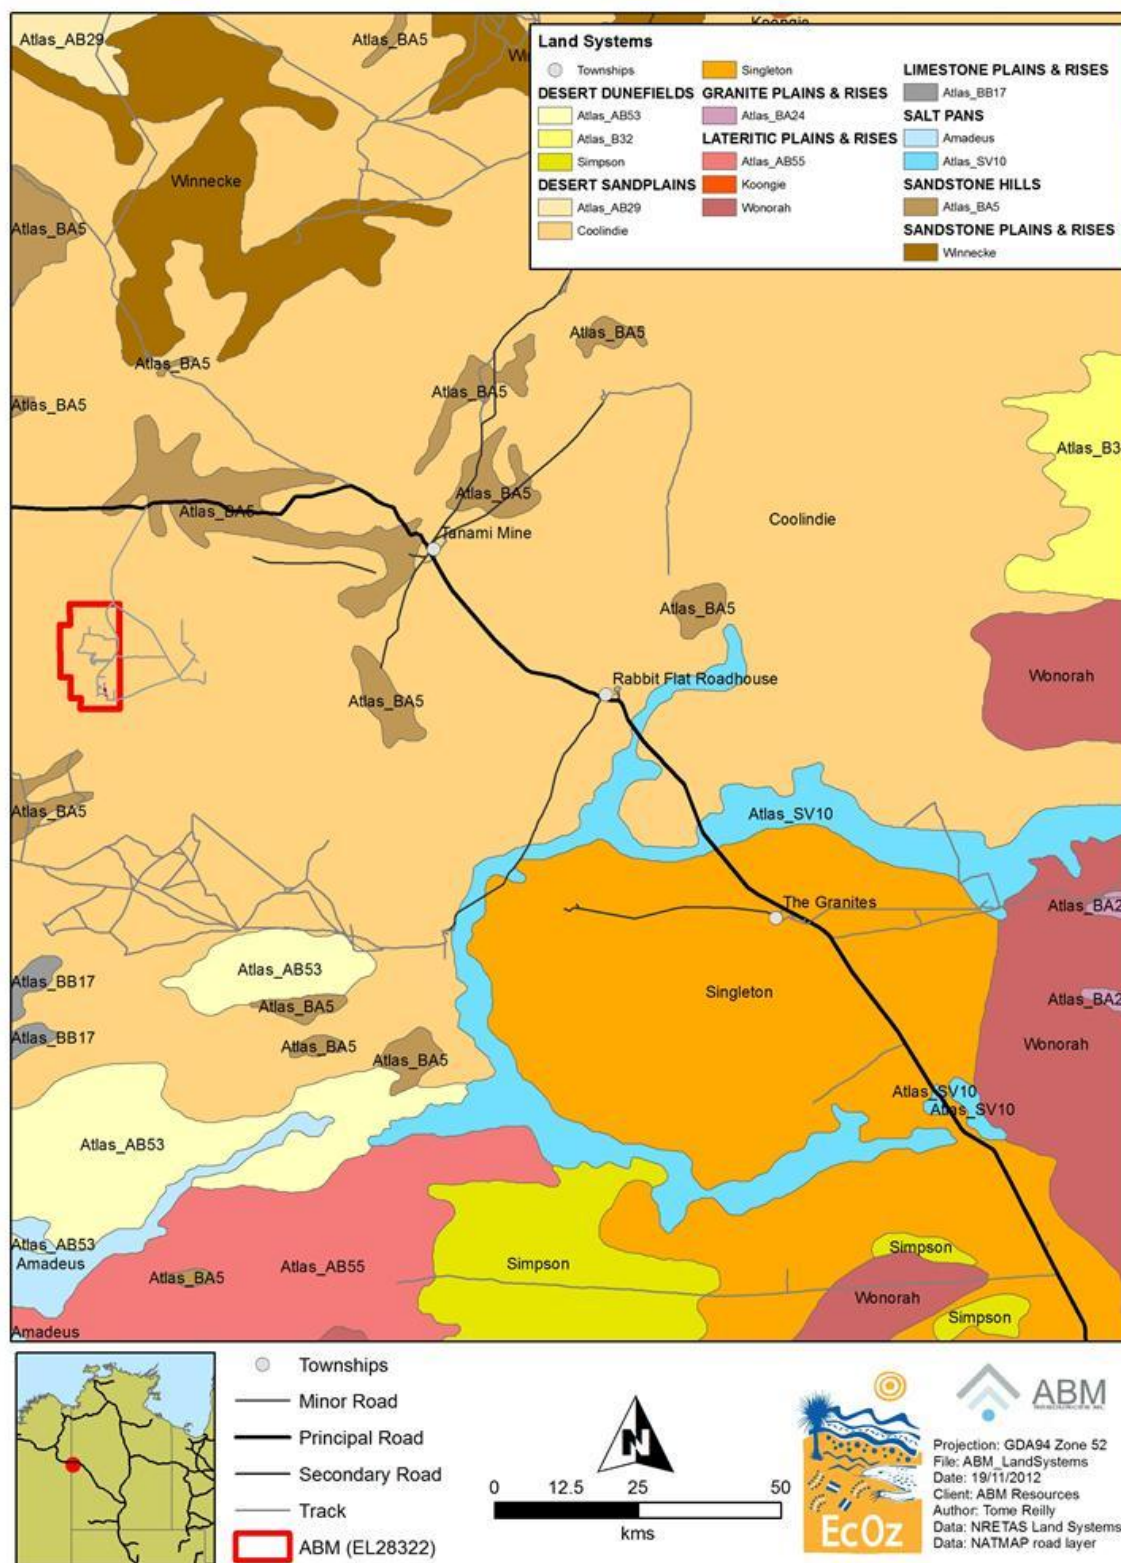 Koongie
Atlas_AB29
Atlas_BA5
Land Systems
Townships
DESERT DUNEFIELDS
Atlas_AB53
Atlas_B32
Simpson
DESERT SANDPLAINS
Atlas_AB29
Coolindie
Singleton
GRANITE PLAINS & RISES
Atlas_BA24
LATERITIC PLAINS & RISES
Atlas_AB55
Koongie
Wonorah
LIMESTONE PLAINS & RISES
Atlas_BB17
SALT PANS
Amadeus
Atlas_SV10
SANDSTONE HILLS
Atlas_BA5
SANDSTONE PLAINS & RISES
Winnecke
Winnecke
Atlas_BA5
Atlas_BA5
Atlas_BA5
Atlas_BA5
Atlas_BA5
Atlas_B3
Atlas_BA5
Atlas_BA5
Coolindie
Tanami Mine
Atlas_BA5
Wonorah
Rabbit Flat Roadhouse
Atlas_BA5
Atlas_BA5
Atlas_SV10
The Granites
Atlas_BA2
Atlas_AB53
Atlas_BB17
Singleton
Atlas_BA2
Atlas_BA5
Atlas_BB17
Atlas_BA5
Wonorah
Atlas_BA5
Atlas_SV10
Atlas_SV10
Atlas_AB53
Atlas_AB53
Simpson
Amadeus
Atlas_AB55
Simpson
Atlas_BA5
Wonorah
Simpson
Amadeus
Townships
Minor Road
Principal Road
Secondary Road
Track
ABM (EL28322)
N
0 12.5 25 50
kms
EcOz
ABM
RESOURCES NL
Projection: GDA94 Zone 52
File: ABM_LandSystems
Date: 19/11/2012
Client: ABM Resources
Author: Tome Reilly
Data: NRETAS Land Systems
Data: NATMAP road layer